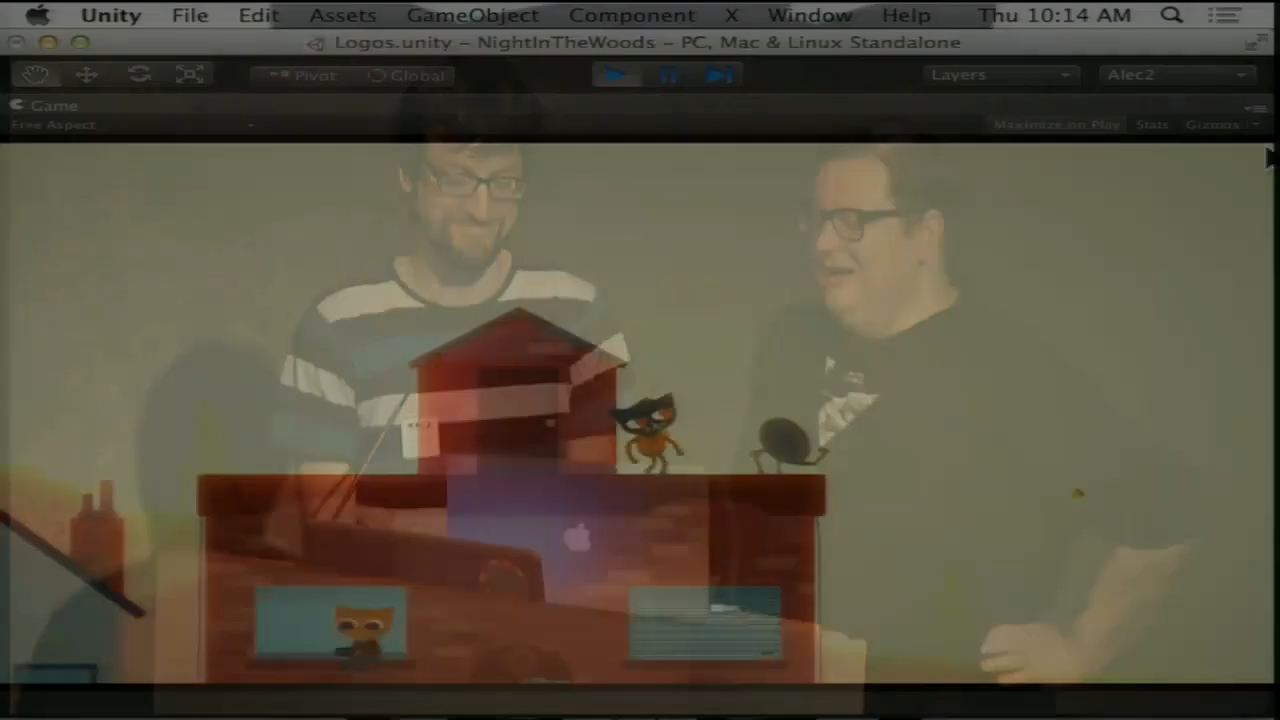 Unity File Edit Assets GameObject Component X Window Help Thu 10:14 AM
Logos.unity – NightInTheWoods – PC, Mac & Linux Standalone
Pivot Global Layers Alec2
Game
Free Aspect Maximize on Play Stats Gizmos